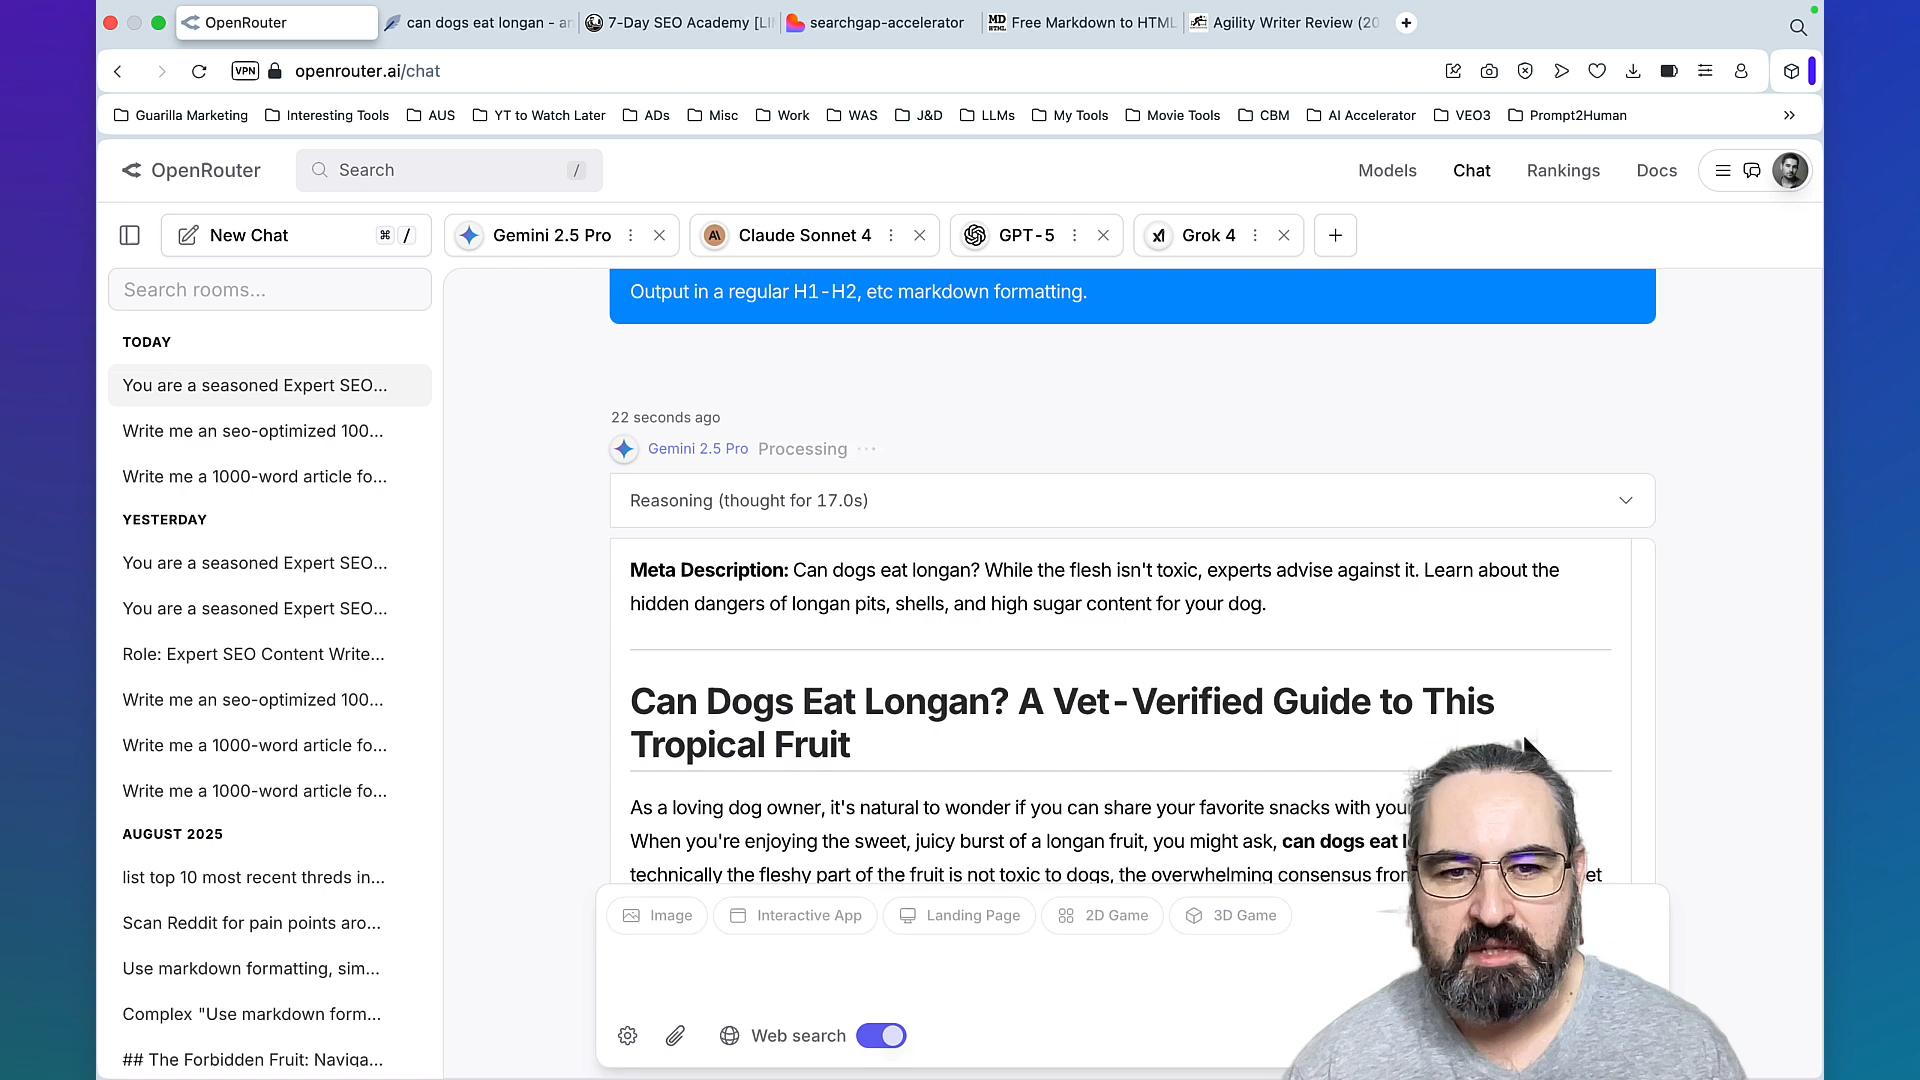 OpenRouter
can dogs eat longan - an
7-Day SEO Academy [LI
searchgap-accelerator
MD
HTML
Free Markdown to HTML
Agility Writer Review (20
VPN
openrouter.ai/chat
Guarilla Marketing
Interesting Tools
AUS
YT to Watch Later
ADs
Misc
Work
WAS
J&D
LLMs
My Tools
Movie Tools
CBM
AI Accelerator
VEO3
Prompt2Human
OpenRouter
Search
/
Models
Chat
Rankings
Docs
New Chat
⌘ /
Gemini 2.5 Pro
Claude Sonnet 4
GPT-5
Grok 4
Search rooms...
TODAY
You are a seasoned Expert SEO...
Write me an seo-optimized 100...
Write me a 1000-word article fo...
YESTERDAY
You are a seasoned Expert SEO...
You are a seasoned Expert SEO...
Role: Expert SEO Content Write...
Write me an seo-optimized 100...
Write me a 1000-word article fo...
Write me a 1000-word article fo...
AUGUST 2025
list top 10 most recent threds in...
Scan Reddit for pain points aro...
Use markdown formatting, sim...
Complex "Use markdown form...
## The Forbidden Fruit: Naviga...
Output in a regular H1-H2, etc markdown formatting.
22 seconds ago
Gemini 2.5 Pro Processing ...
Reasoning (thought for 17.0s)
Meta Description: Can dogs eat longan? While the flesh isn't toxic, experts advise against it. Learn about the
hidden dangers of longan pits, shells, and high sugar content for your dog.
Can Dogs Eat Longan? A Vet-Verified Guide to This
Tropical Fruit
As a loving dog owner, it's natural to wonder if you can share your favorite snacks with your
When you're enjoying the sweet, juicy burst of a longan fruit, you might ask, can dogs eat
technically the fleshy part of the fruit is not toxic to dogs, the overwhelming consensus from
Image
Interactive App
Landing Page
2D Game
3D Game
Web search